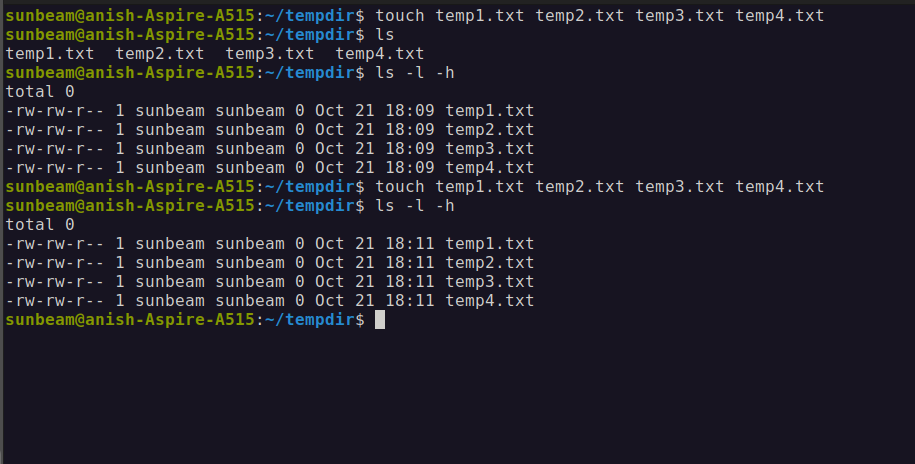 sunbeam@anish-Aspire-A515:~/tempdir$ touch temp1.txt temp2.txt temp3.txt temp4.txt
sunbeam@anish-Aspire-A515:~/tempdir$ ls
temp1.txt  temp2.txt  temp3.txt  temp4.txt
sunbeam@anish-Aspire-A515:~/tempdir$ ls -l -h
total 0
-rw-rw-r-- 1 sunbeam sunbeam 0 Oct 21 18:09 temp1.txt
-rw-rw-r-- 1 sunbeam sunbeam 0 Oct 21 18:09 temp2.txt
-rw-rw-r-- 1 sunbeam sunbeam 0 Oct 21 18:09 temp3.txt
-rw-rw-r-- 1 sunbeam sunbeam 0 Oct 21 18:09 temp4.txt
sunbeam@anish-Aspire-A515:~/tempdir$ touch temp1.txt temp2.txt temp3.txt temp4.txt
sunbeam@anish-Aspire-A515:~/tempdir$ ls -l -h
total 0
-rw-rw-r-- 1 sunbeam sunbeam 0 Oct 21 18:11 temp1.txt
-rw-rw-r-- 1 sunbeam sunbeam 0 Oct 21 18:11 temp2.txt
-rw-rw-r-- 1 sunbeam sunbeam 0 Oct 21 18:11 temp3.txt
-rw-rw-r-- 1 sunbeam sunbeam 0 Oct 21 18:11 temp4.txt
sunbeam@anish-Aspire-A515:~/tempdir$